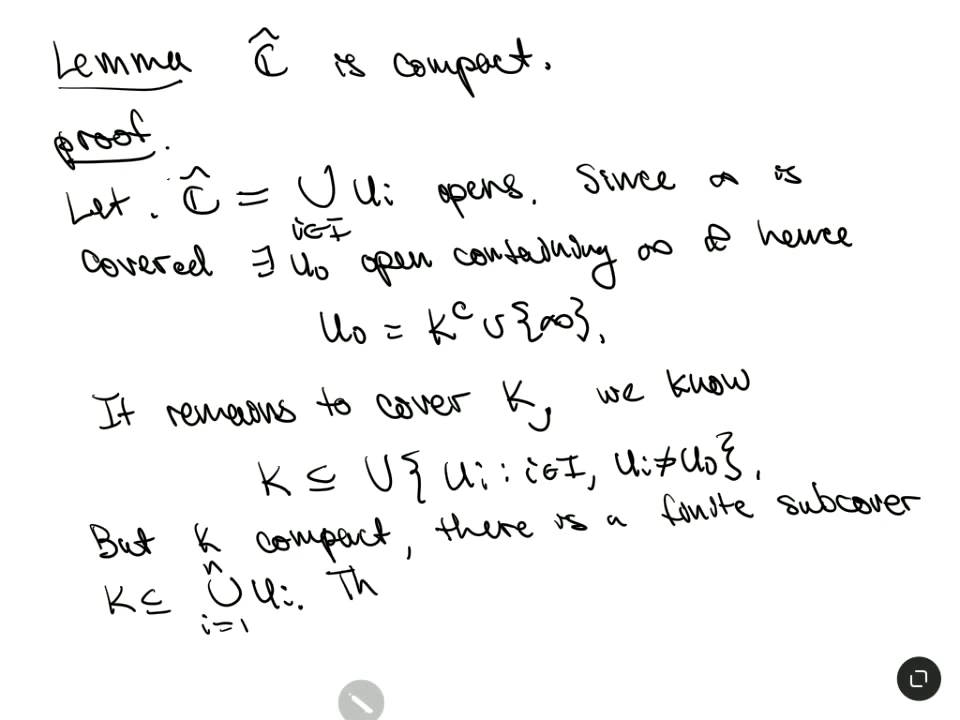 Lemma Ĉ is compact.
proof.
Let. Ĉ = ⋃_{i∈I} Ui opens. Since ∞ is
covered ∃ U0 open containing ∞ & hence
U0 = K^c ∪ {∞}.
It remains to cover K, we know
K ⊆ ∪{ Ui : i∈I, Ui≠U0}.
But K compact, there is a finite subcover
K ⊆ ⋃_{i=1}^{n} Ui. Th